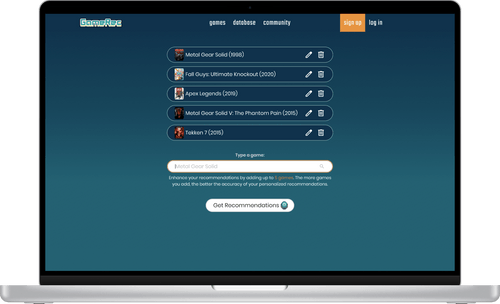 GameRec
games database community sign up log in
Metal Gear Solid (1998)
Fall Guys: Ultimate Knockout (2020)
Apex Legends (2019)
Metal Gear Solid V: The Phantom Pain (2015)
Tekken 7 (2015)
Type a game:
Metal Gear Solid
Enhance your recommendations by adding up to 5 games. The more games
you add, the better the accuracy of your personalized recommendations.
Get Recommendations